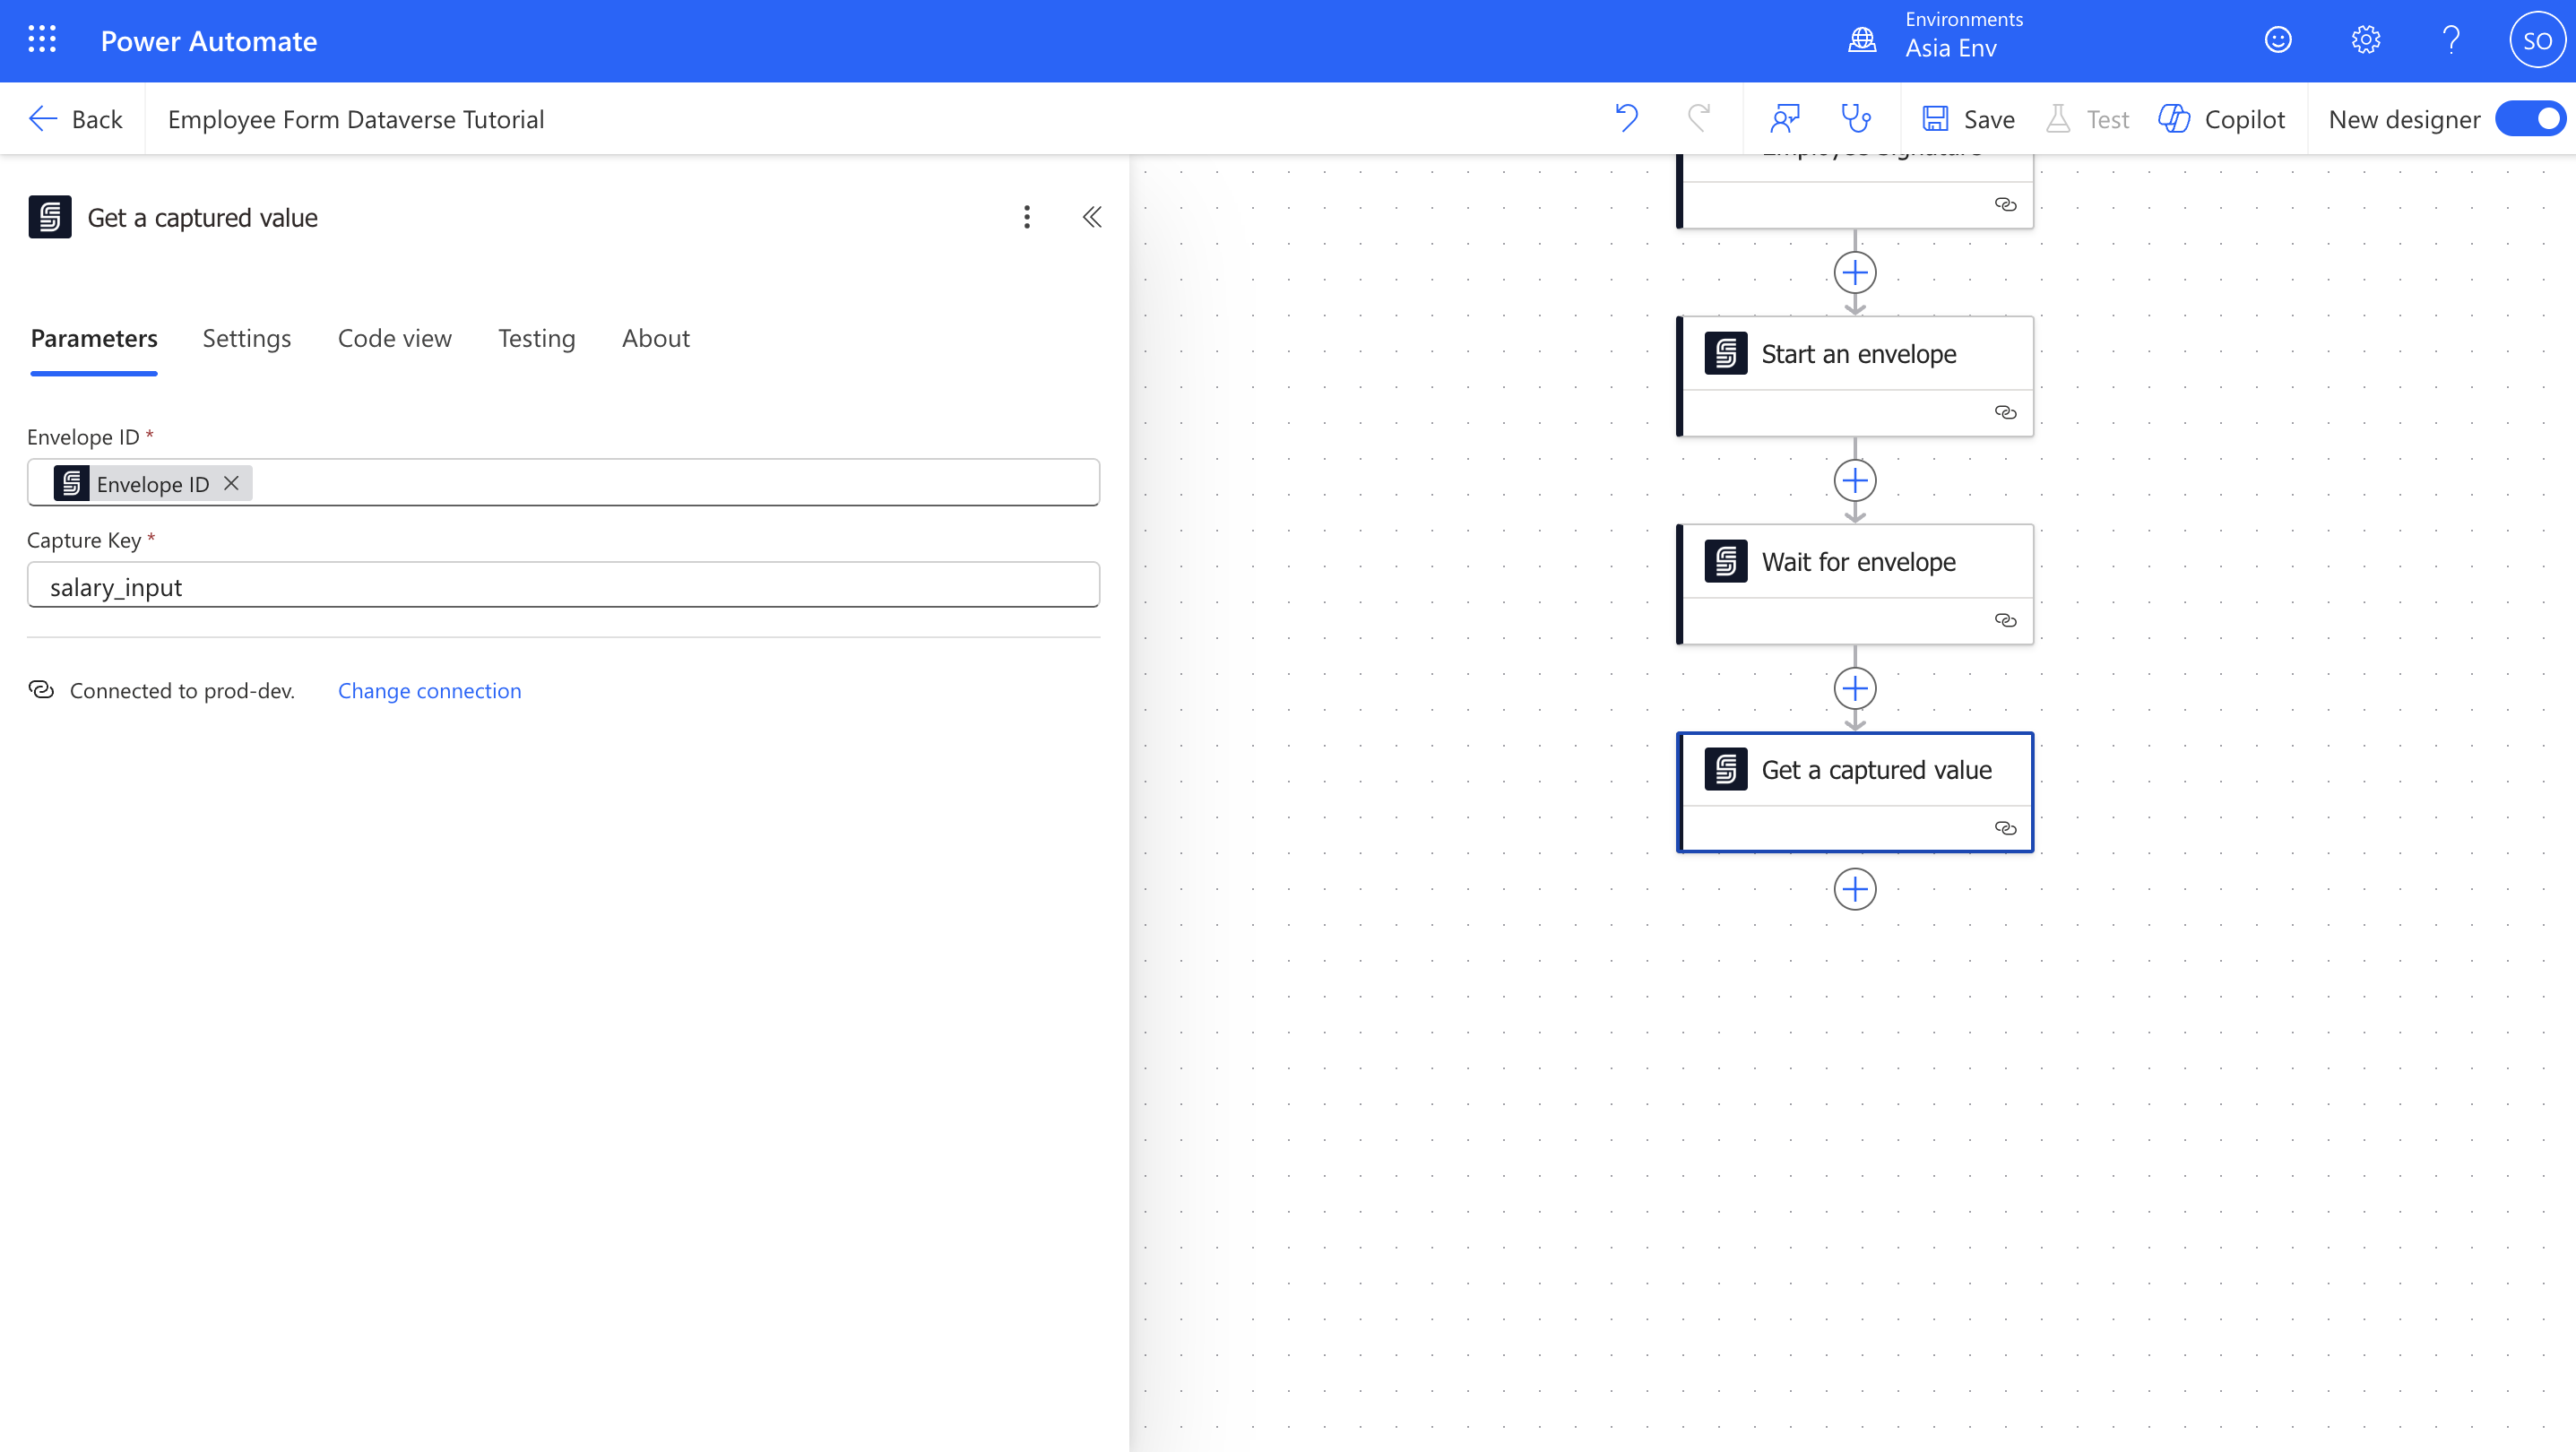 Power Automate
Environments
Asia Env
SO
Back
Employee Form Dataverse Tutorial
Save
Test
Copilot
New designer
Get a captured value
Parameters
Settings
Code view
Testing
About
Envelope ID *
Envelope ID
Capture Key *
salary_input
Connected to prod-dev.
Change connection
Employee Signature
Start an envelope
Wait for envelope
Get a captured value